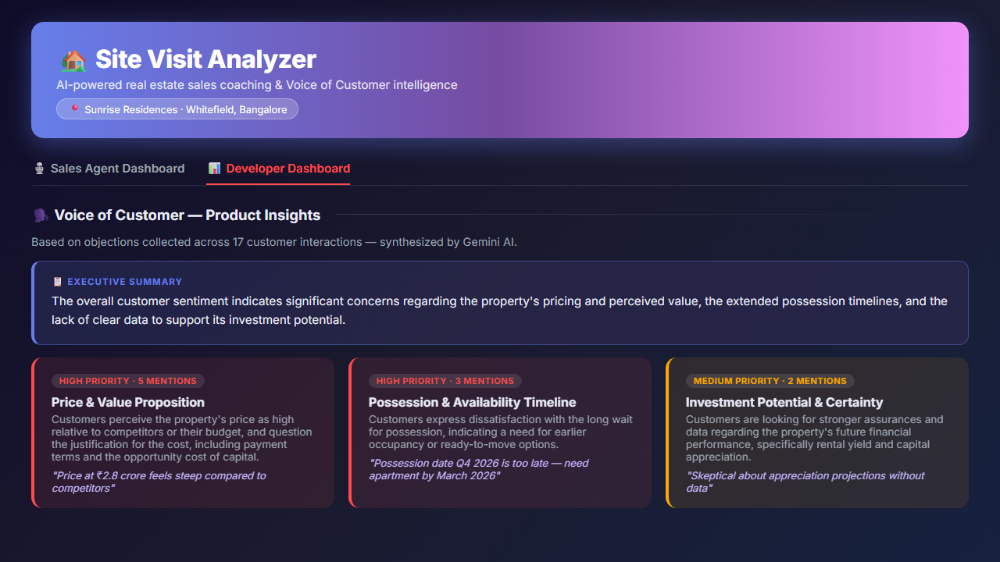 Site Visit Analyzer
AI-powered real estate sales coaching & Voice of Customer intelligence
Sunrise Residences · Whitefield, Bangalore
Sales Agent Dashboard
Developer Dashboard
Voice of Customer — Product Insights
Based on objections collected across 17 customer interactions — synthesized by Gemini AI.
EXECUTIVE SUMMARY
The overall customer sentiment indicates significant concerns regarding the property's pricing and perceived value, the extended possession timelines, and the
lack of clear data to support its investment potential.
HIGH PRIORITY · 5 MENTIONS
Price & Value Proposition
Customers perceive the property's price as high
relative to competitors or their budget, and question
the justification for the cost, including payment
terms and the opportunity cost of capital.
"Price at ₹2.8 crore feels steep compared to
competitors"
HIGH PRIORITY · 3 MENTIONS
Possession & Availability Timeline
Customers express dissatisfaction with the long wait
for possession, indicating a need for earlier
occupancy or ready-to-move options.
"Possession date Q4 2026 is too late — need
apartment by March 2026"
MEDIUM PRIORITY · 2 MENTIONS
Investment Potential & Certainty
Customers are looking for stronger assurances and
data regarding the property's future financial
performance, specifically rental yield and capital
appreciation.
"Skeptical about appreciation projections without
data"